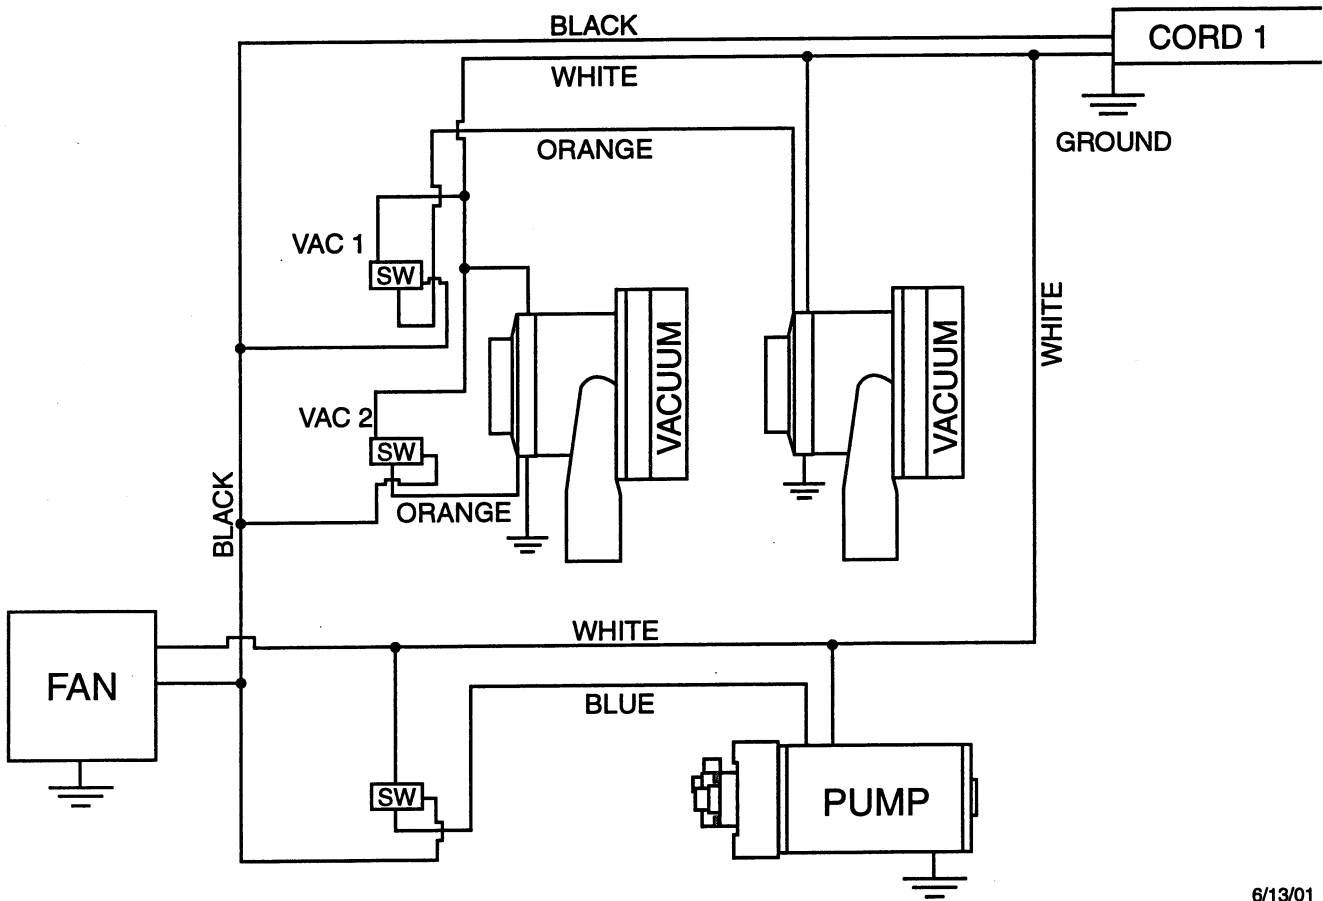 BLACK
CORD 1
WHITE
GROUND
ORANGE
VAC 1
SW
WHITE
VACUUM
VACUUM
VAC 2
SW
BLACK
ORANGE
WHITE
FAN
BLUE
SW
PUMP
6/13/01